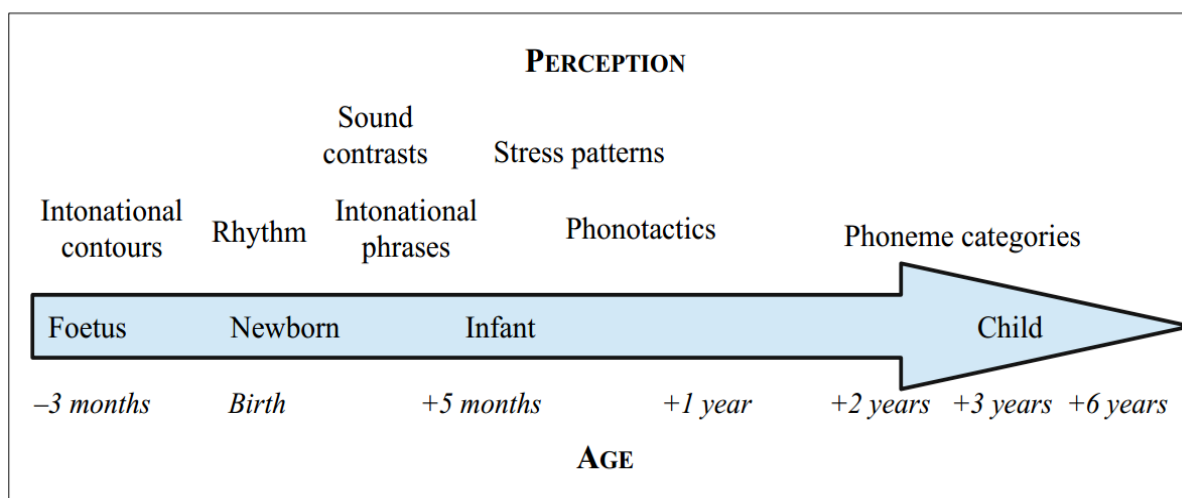 PERCEPTION
Sound
contrasts
Stress patterns
Intonational
contours
Rhythm
Intonational
phrases
Phonotactics
Phoneme categories
Foetus
Newborn
Infant
Child
–3 months
Birth
+5 months
+1 year
+2 years
+3 years
+6 years
AGE